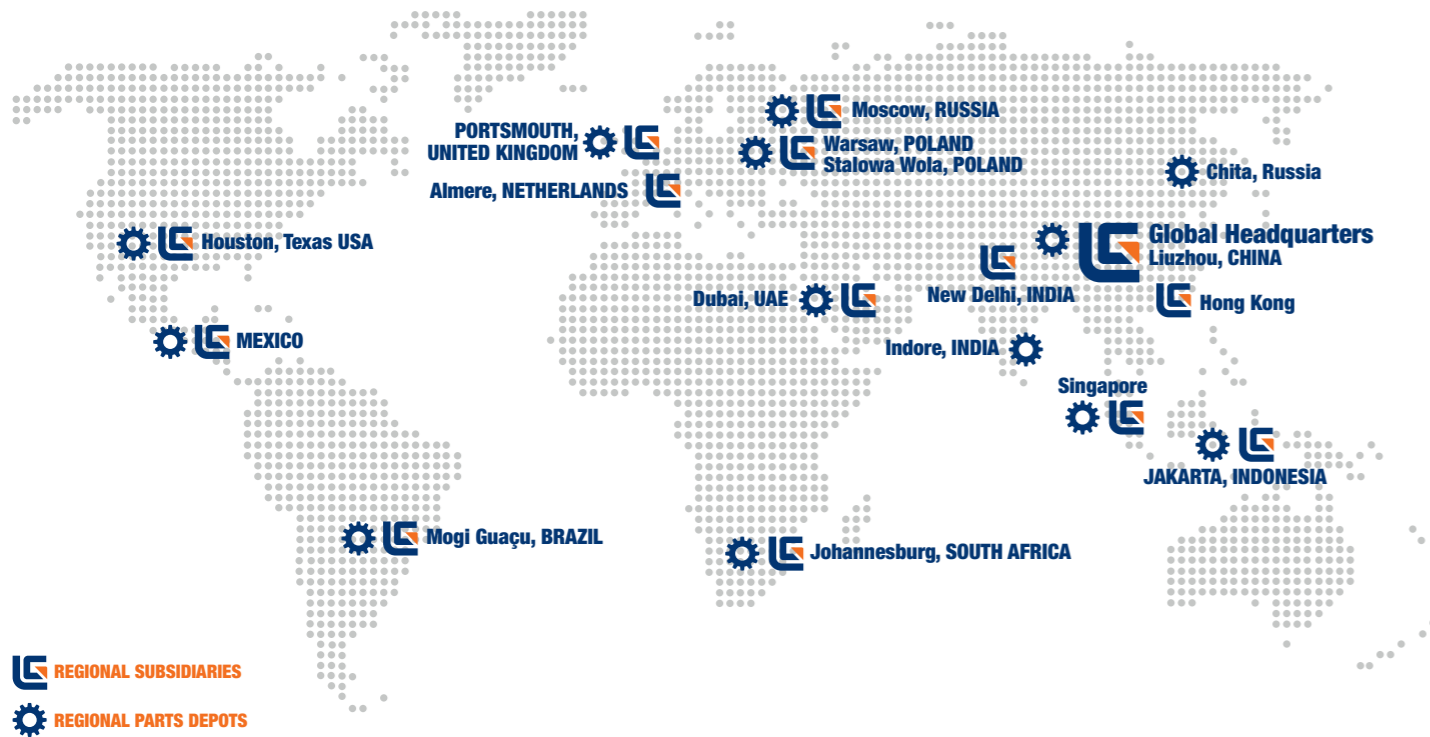 Moscow, RUSSIA
PORTSMOUTH,
UNITED KINGDOM
Warsaw, POLAND
Stalowa Wola, POLAND
Chita, Russia
Almere, NETHERLANDS
Houston, Texas USA
Global Headquarters
Liuzhou, CHINA
New Delhi, INDIA
Dubai, UAE
Hong Kong
MEXICO
Indore, INDIA
Singapore
JAKARTA, INDONESIA
Mogi Guaçu, BRAZIL
Johannesburg, SOUTH AFRICA
REGIONAL SUBSIDIARIES
REGIONAL PARTS DEPOTS